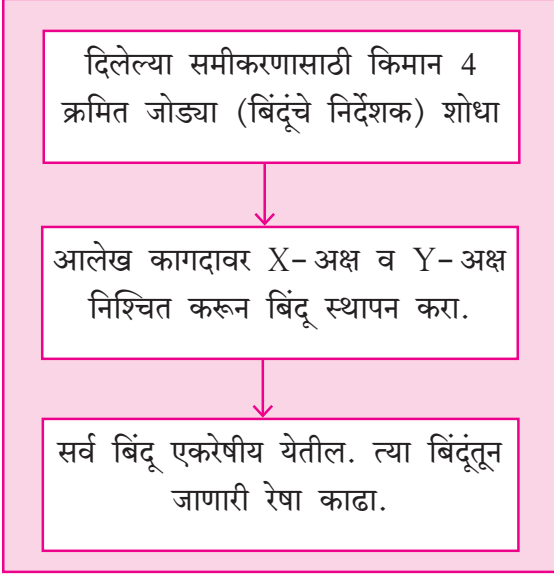 दिलेल्या समीकरणासाठी किमान 4
क्रमित जोड्या (बिंदूंचे निर्देशक) शोधा
आलेख कागदावर X- अक्ष व Y- अक्ष
निश्चित करून बिंदू स्थापन करा.
सर्व बिंदू एकरेषीय येतील. त्या बिंदूंतून
जाणारी रेषा काढा.